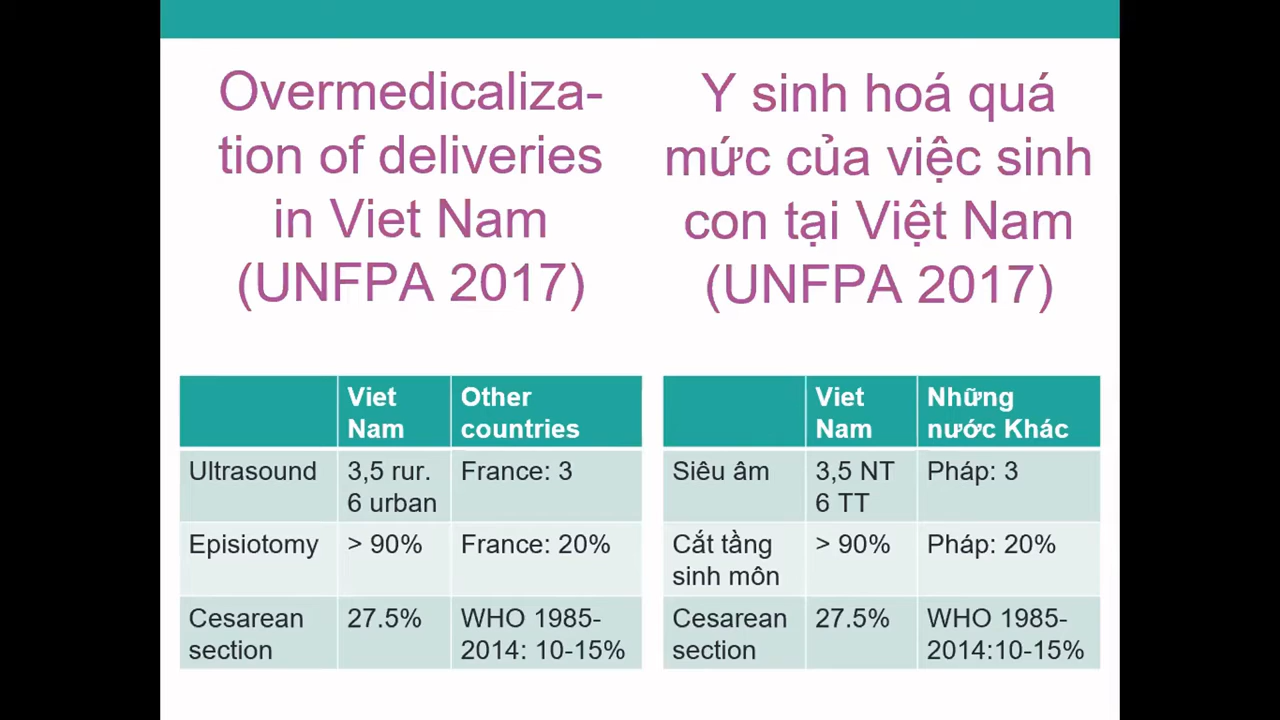 Overmedicaliza-
tion of deliveries
in Viet Nam
(UNFPA 2017)
Y sinh hoá quá
mức của việc sinh
con tại Việt Nam
(UNFPA 2017)
Viet
Nam
Other
countries
Ultrasound
3,5 rur.
6 urban
France: 3
Episiotomy
> 90%
France: 20%
Cesarean
section
27.5%
WHO 1985-
2014: 10-15%
Viet
Nam
Những
nước Khác
Siêu âm
3,5 NT
6 TT
Pháp: 3
Cắt tầng
sinh môn
> 90%
Pháp: 20%
Cesarean
section
27.5%
WHO 1985-
2014:10-15%